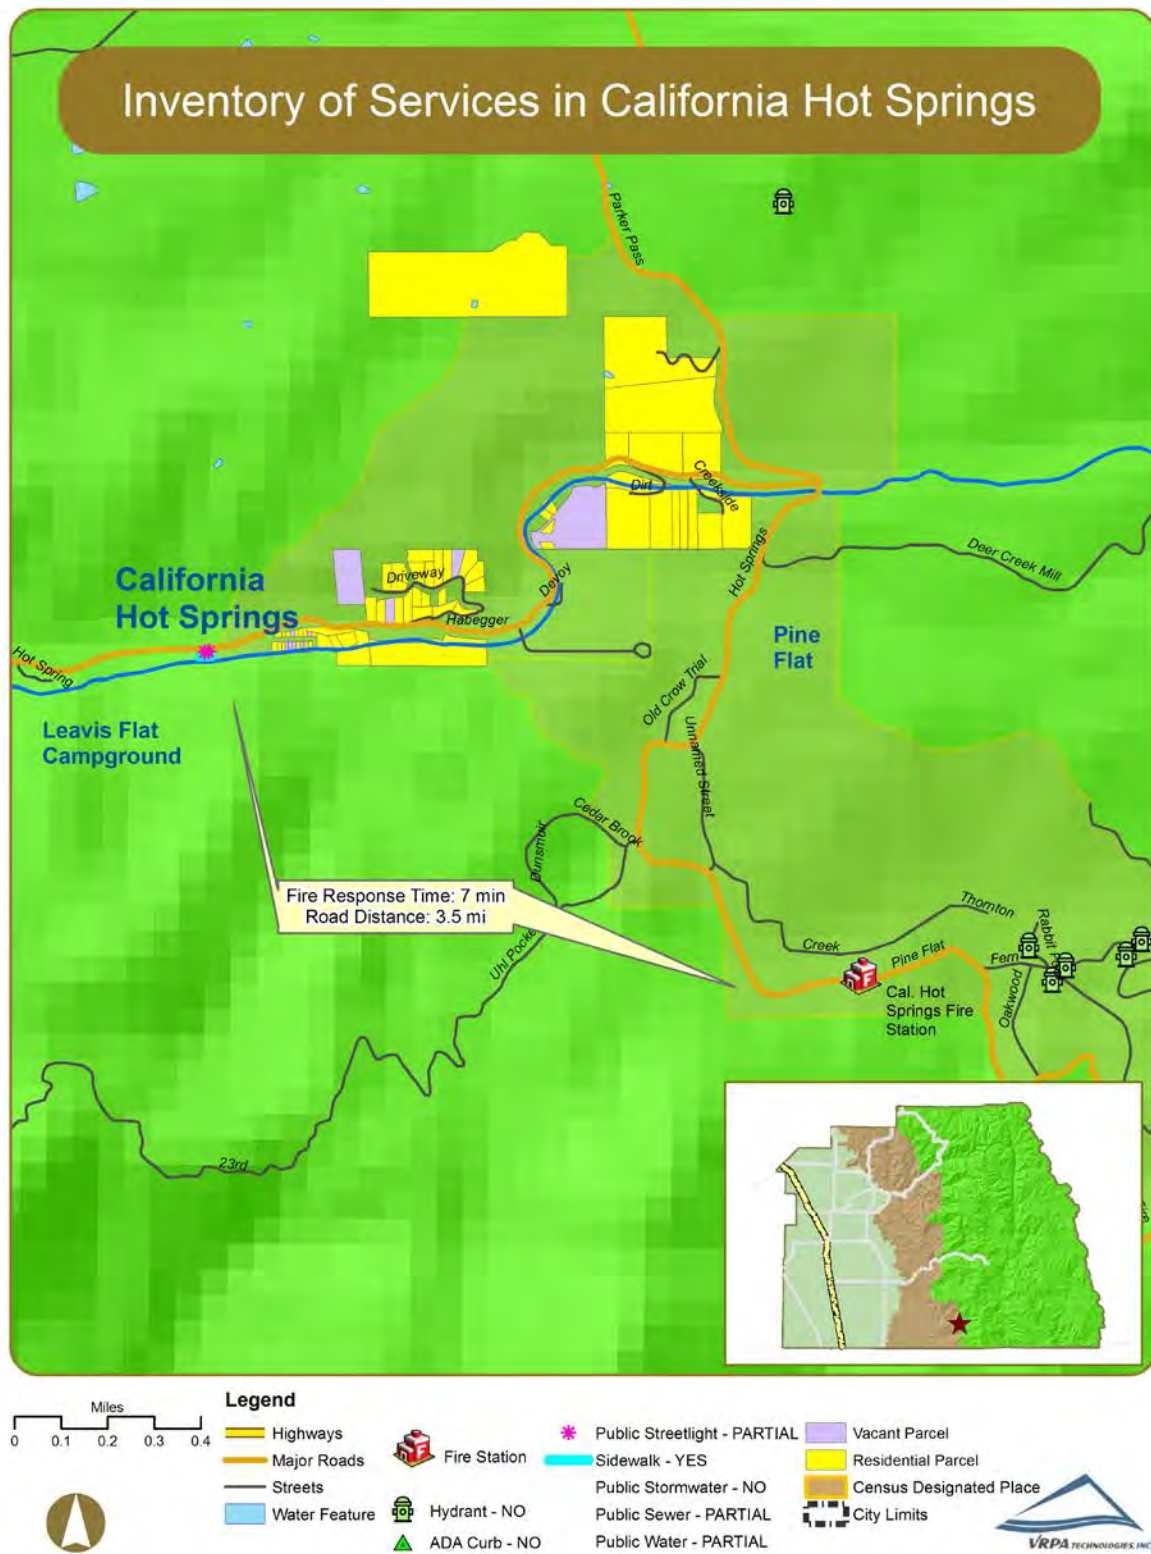 Inventory of Services in California Hot Springs
Parker Pass
Creekside
Dirt
Hot Springs
Deer Creek Mill
Driveway
Devoy
California
Hot Springs
Habegger
Pine
Flat
Hot Spring
Old Crow Trial
Leavis Flat
Campground
Unnamed Street
Cedar Brook
Dunsmuir
Fire Response Time: 7 min
Road Distance: 3.5 mi
Thornton
Creek
Pine Flat
Fern
Rabbit
Uhl Pocke
Oakwood
Cal. Hot
Springs Fire
Station
F
23rd
Legend
Miles
0 0.1 0.2 0.3 0.4
Highways
Major Roads
Streets
Water Feature
F
Fire Station
Hydrant - NO
ADA Curb - NO
Public Streetlight - PARTIAL
Sidewalk - YES
Public Stormwater - NO
Public Sewer - PARTIAL
Public Water - PARTIAL
Vacant Parcel
Residential Parcel
Census Designated Place
City Limits
VRPA TECHNOLOGIES, INC.